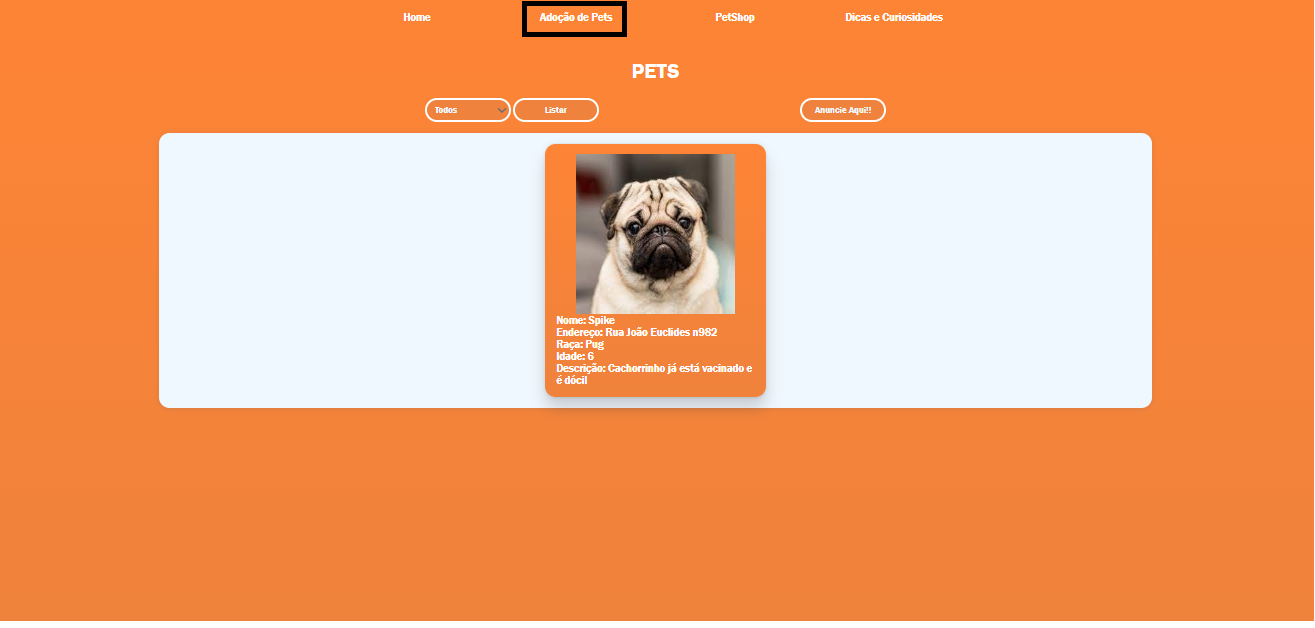 Home Adoção de Pets PetShop Dicas e Curiosidades
PETS
Todos Listar Anuncie Aqui!!
Nome: Spike
Endereço: Rua João Euclides n982
Raça: Pug
Idade: 6
Descrição: Cachorrinho já está vacinado e
é dócil